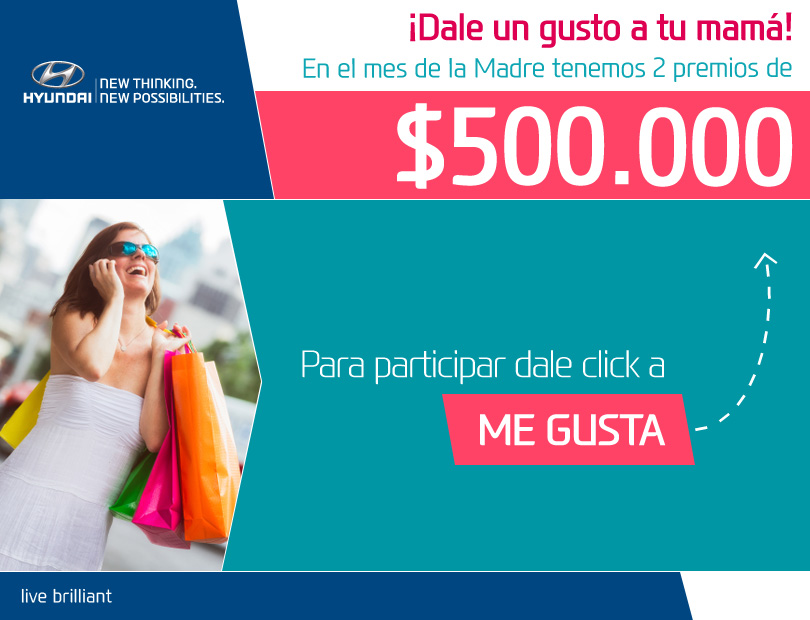 ¡Dale un gusto a tu mamá!
En el mes de la Madre tenemos 2 premios de
$500.000
HYUNDAI
NEW THINKING.
NEW POSSIBILITIES.
Para participar dale click a
ME GUSTA
live brilliant